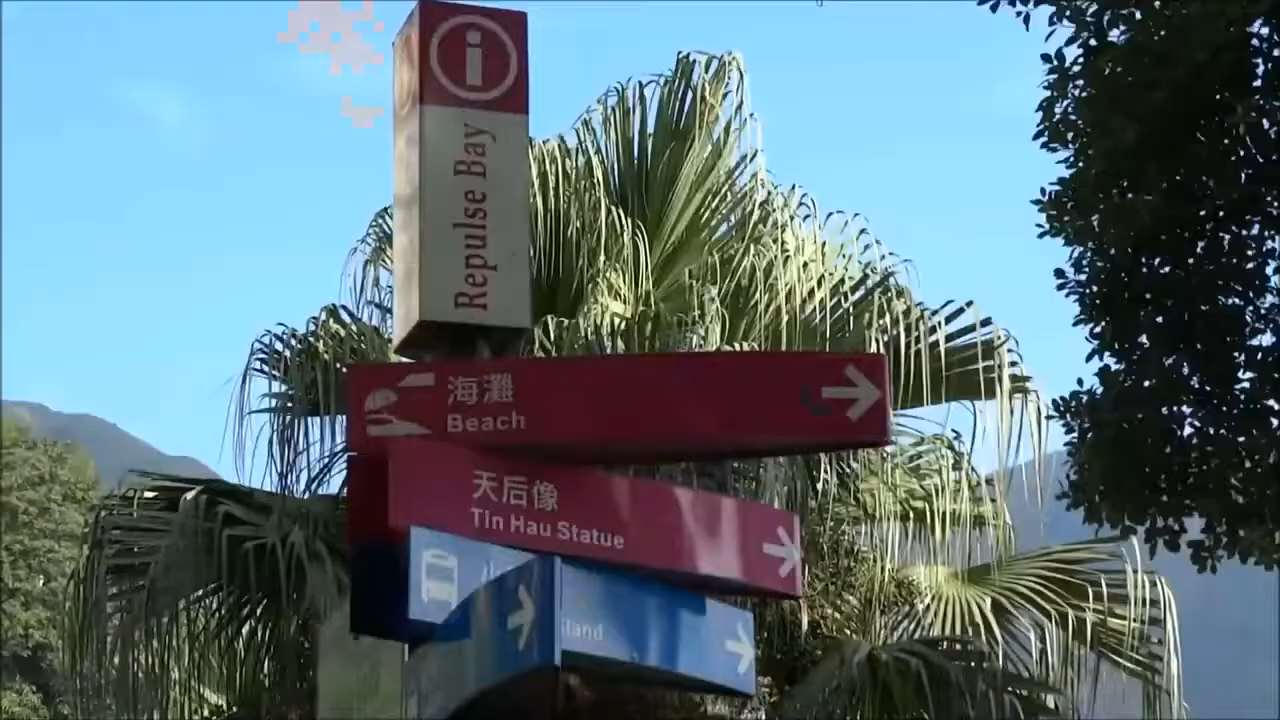 i
Repulse Bay
海灘
Beach
天后像
Tin Hau Statue